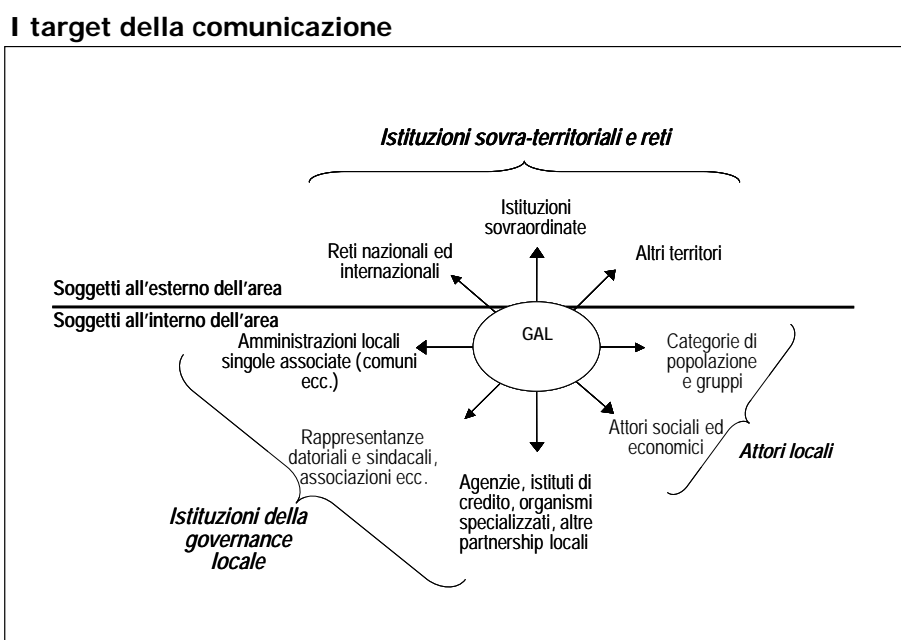 I target della comunicazione
Istituzioni sovra-territoriali e reti
Istituzioni
sovraordinate
Reti nazionali ed
internazionali
Altri territori
Soggetti all'esterno dell'area
Soggetti all'interno dell'area
GAL
Amministrazioni locali
singole associate (comuni
ecc.)
Categorie di
popolazione
e gruppi
Rappresentanze
datoriali e sindacali,
associazioni ecc.
Attori sociali ed
economici
Attori locali
Agenzie, istituti di
credito, organismi
specializzati, altre
partnership locali
Istituzioni della
governance
locale